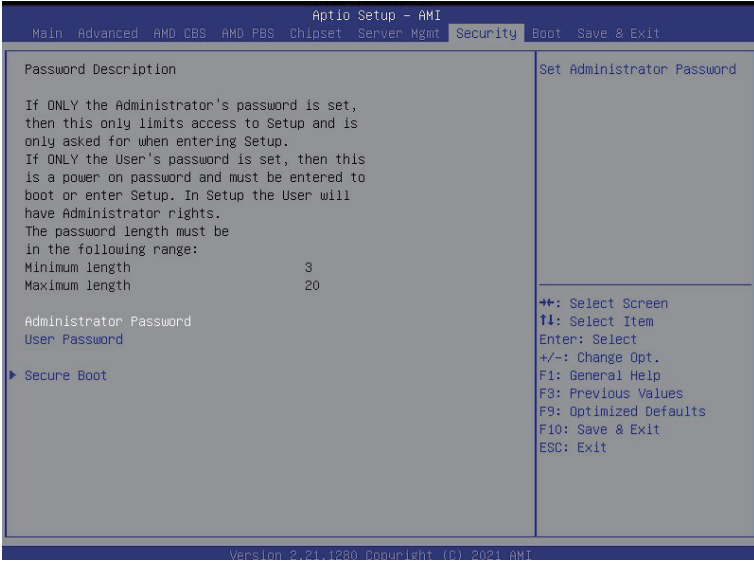 Aptio Setup - AMI
Main Advanced AMD CBS AMD PBS Chipset Server Mgmt Security Boot Save & Exit
Password Description
If ONLY the Administrator's password is set,
then this only limits access to Setup and is
only asked for when entering Setup.
If ONLY the User's password is set, then this
is a power on password and must be entered to
boot or enter Setup. In Setup the User will
have Administrator rights.
The password length must be
in the following range:
Minimum length 3
Maximum length 20
Administrator Password
User Password
Secure Boot
Set Administrator Password
→←: Select Screen
↑↓: Select Item
Enter: Select
+/-: Change Opt.
F1: General Help
F3: Previous Values
F9: Optimized Defaults
F10: Save & Exit
ESC: Exit
Version 2.21.1280 Copyright (C) 2021 AMI